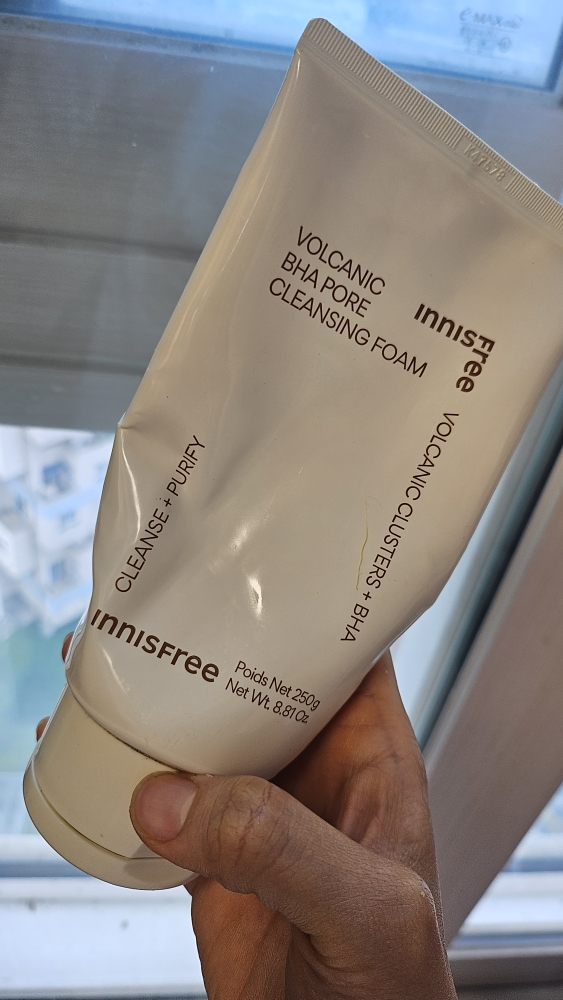 VOLCANIC
BHA PORE
CLEANSING FOAM
INNISFree
VOLCANIC CLUSTERS + BHA
CLEANSE + PURIFY
INNISFree
Poids Net 250g
Net Wt. 8.81 Oz.